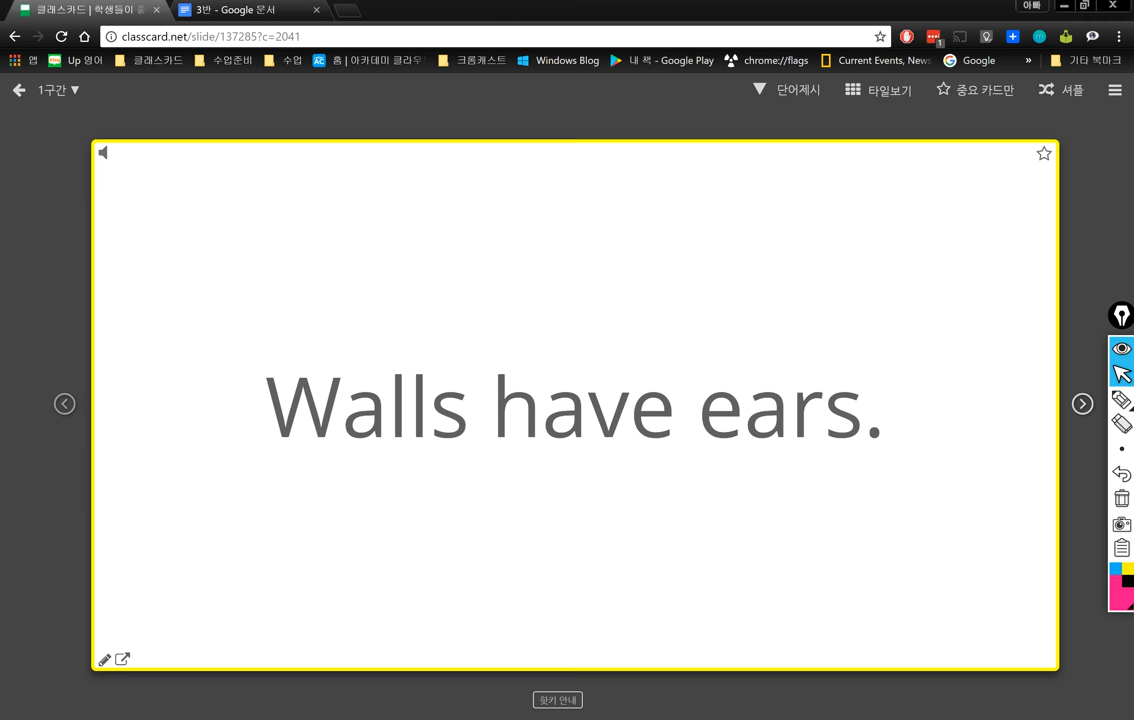 클래스카드 | 학생들이 좋
3반 - Google 문서
아빠
classcard.net/slide/137285?c=2041
앱 Up 영어 클래스카드 수업준비 수업 AC 홈 | 아카데미 클라우 크롬캐스트 Windows Blog 내 책 - Google Play chrome://flags Current Events, News Google » 기타 북마크
1구간 ▼ ▼ 단어제시 타일보기 중요 카드만 셔플
Walls have ears.
핫키 안내